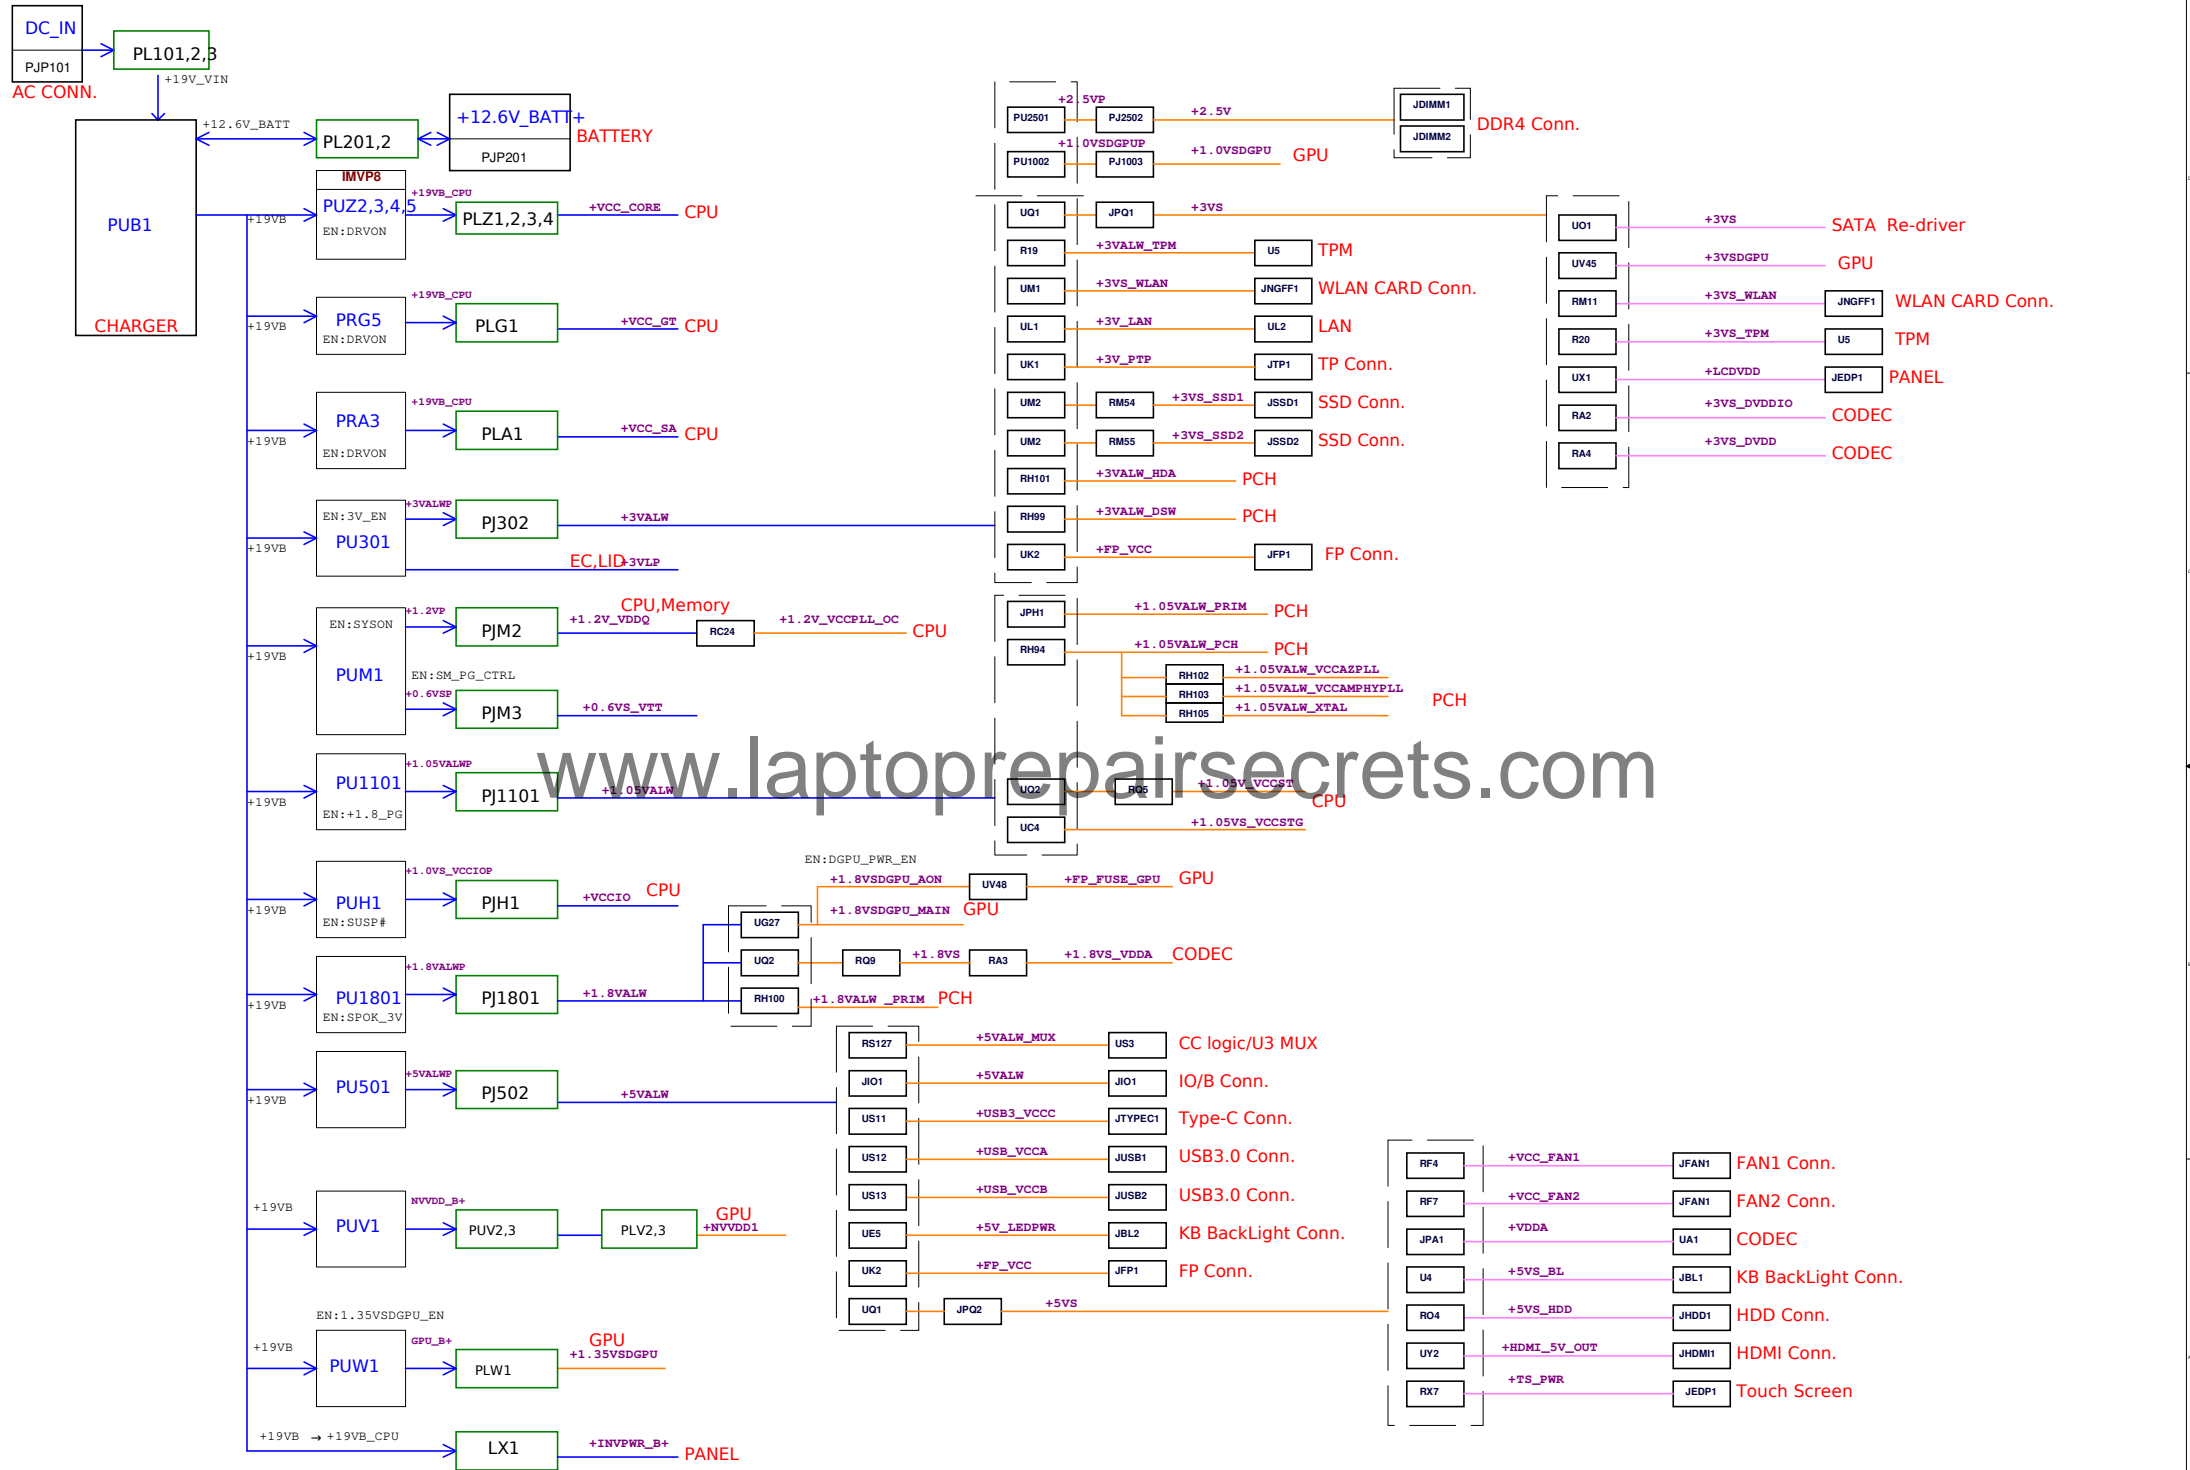 DC_IN
PJP101
AC CONN.
PL101,2,3
+19V_VIN
+12.6V_BATT
PL201,2
+12.6V_BATT+
PJP201
BATTERY
PUB1
CHARGER
IMVP8
+19VB
PUZ2,3,4,5
EN:DRVON
+19VB_CPU
PLZ1,2,3,4
+VCC_CORE
CPU
+19VB
PRG5
EN:DRVON
+19VB_CPU
PLG1
+VCC_GT
CPU
+19VB
PRA3
EN:DRVON
+19VB_CPU
PLA1
+VCC_SA
CPU
+19VB
EN:3V_EN
PU301
+3VALWP
PJ302
+3VALW
EC,LID
+3VLP
+19VB
EN:SYSON
PUM1
+1.2VP
PJM2
CPU,Memory
+1.2V_VDDQ
RC24
+1.2V_VCCPLL_OC
CPU
EN:SM_PG_CTRL
+0.6VSP
PJM3
+0.6VS_VTT
+19VB
PU1101
EN:+1.8_PG
+1.05VALWP
PJ1101
+1.05VALW
+19VB
PUH1
EN:SUSP#
+1.0VS_VCCIOP
PJH1
+VCCIO
CPU
+19VB
PU1801
EN:SPOK_3V
+1.8VALWP
PJ1801
+1.8VALW
EN:DGPU_PWR_EN
UG27
+1.8VSDGPU_AON
UV48
+FP_FUSE_GPU
GPU
+1.8VSDGPU_MAIN
GPU
UQ2
RQ9
+1.8VS
RA3
+1.8VS_VDDA
CODEC
RH100
+1.8VALW _PRIM
PCH
+19VB
PU501
+5VALWP
PJ502
+5VALW
RS127
+5VALW_MUX
US3
CC logic/U3 MUX
JIO1
+5VALW
JIO1
IO/B Conn.
US11
+USB3_VCCC
JTYPEC1
Type-C Conn.
US12
+USB_VCCA
JUSB1
USB3.0 Conn.
US13
+USB_VCCB
JUSB2
USB3.0 Conn.
UE5
+5V_LEDPWR
JBL2
KB BackLight Conn.
UK2
+FP_VCC
JFP1
FP Conn.
UQ1
JPQ2
+5VS
RF4
+VCC_FAN1
JFAN1
FAN1 Conn.
RF7
+VCC_FAN2
JFAN1
FAN2 Conn.
JPA1
+VDDA
UA1
CODEC
U4
+5VS_BL
JBL1
KB BackLight Conn.
RO4
+5VS_HDD
JHDD1
HDD Conn.
UY2
+HDMI_5V_OUT
JHDMI1
HDMI Conn.
RX7
+TS_PWR
JEDP1
Touch Screen
+19VB
PUV1
NVVDD_B+
PUV2,3
PLV2,3
GPU
+NVVDD1
EN:1.35VSDGPU_EN
+19VB
PUW1
GPU_B+
PLW1
GPU
+1.35VSDGPU
+19VB → +19VB_CPU
LX1
+INVPWR_B+
PANEL
PU2501
+2.5VP
PJ2502
+2.5V
JDIMM1
JDIMM2
DDR4 Conn.
PU1002
+1.0VSDGPUP
PJ1003
+1.0VSDGPU
GPU
UQ1
JPQ1
+3VS
R19
+3VALW_TPM
U5
TPM
UM1
+3VS_WLAN
JNGFF1
WLAN CARD Conn.
UL1
+3V_LAN
UL2
LAN
UK1
+3V_PTP
JTP1
TP Conn.
UM2
RM54
+3VS_SSD1
JSSD1
SSD Conn.
UM2
RM55
+3VS_SSD2
JSSD2
SSD Conn.
RH101
+3VALW_HDA
PCH
RH99
+3VALW_DSW
PCH
UK2
+FP_VCC
JFP1
FP Conn.
UO1
+3VS
SATA Re-driver
UV45
+3VSDGPU
GPU
RM11
+3VS_WLAN
JNGFF1
WLAN CARD Conn.
R20
+3VS_TPM
U5
TPM
UX1
+LCDVDD
JEDP1
PANEL
RA2
+3VS_DVDDIO
CODEC
RA4
+3VS_DVDD
CODEC
JPH1
+1.05VALW_PRIM
PCH
RH94
+1.05VALW_PCH
PCH
RH102
+1.05VALW_VCCAZPLL
RH103
+1.05VALW_VCCAMPHYPLL
RH105
+1.05VALW_XTAL
PCH
UQ2
RQ5
+1.05V_VCCST
CPU
UC4
+1.05VS_VCCSTG
www.laptoprepairsecrets.com